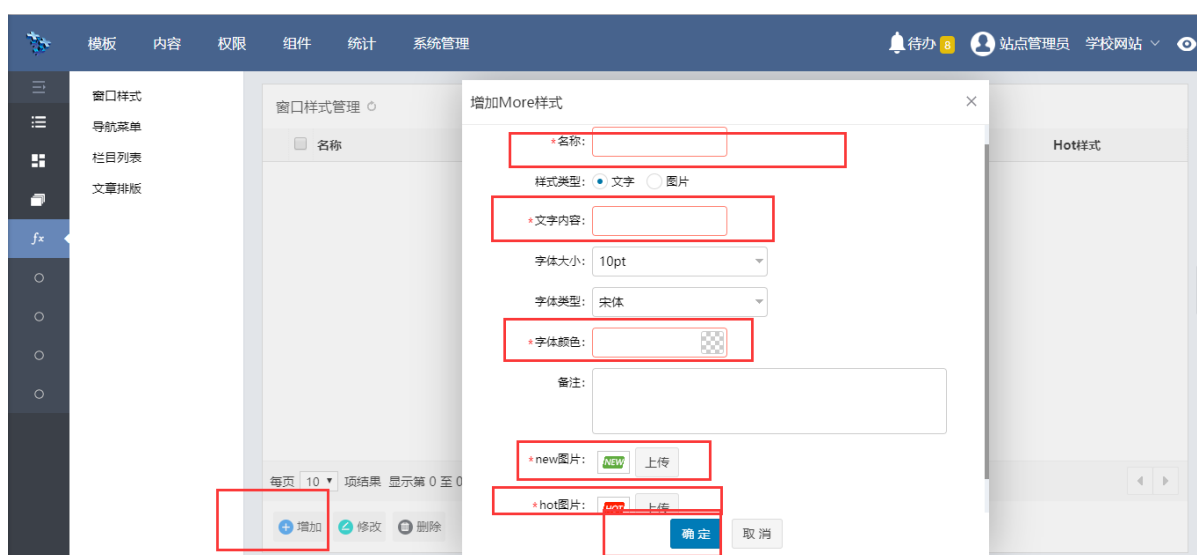 模板 内容 权限 组件 统计 系统管理 待办 8 站点管理员 学校网站
窗口样式
导航菜单
栏目列表
文章排版
fx
窗口样式管理
名称 Hot样式
每页 10 项结果 显示第 0 至 0
增加 修改 删除
增加More样式 ×
*名称:
样式类型: 文字 图片
*文字内容:
字体大小: 10pt
字体类型: 宋体
*字体颜色:
备注:
*new图片: NEW 上传
*hot图片: HOT 上传
确定 取消